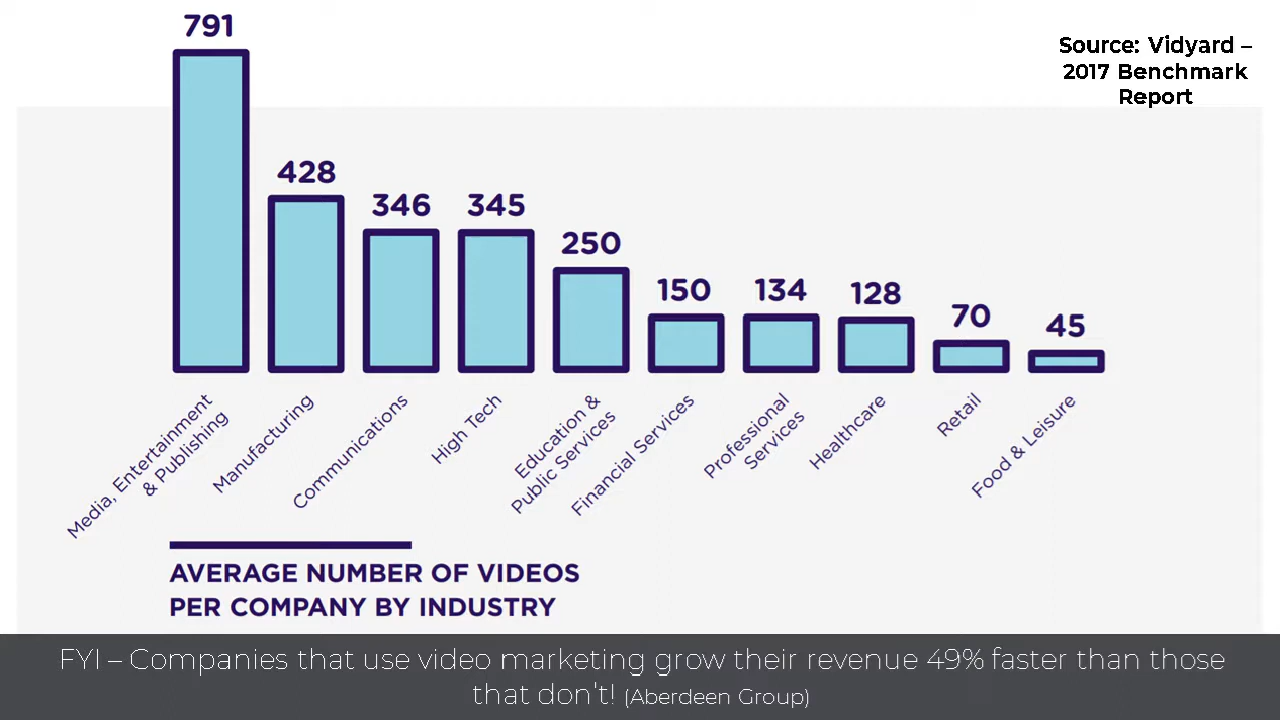 791
Source: Vidyard –
2017 Benchmark
Report
428
346
345
250
150
134
128
70
45
Media, Entertainment
& Publishing
Manufacturing
Communications
High Tech
Education &
Public Services
Financial Services
Professional
Services
Healthcare
Retail
Food & Leisure
AVERAGE NUMBER OF VIDEOS
PER COMPANY BY INDUSTRY
FYI – Companies that use video marketing grow their revenue 49% faster than those
that don't! (Aberdeen Group)